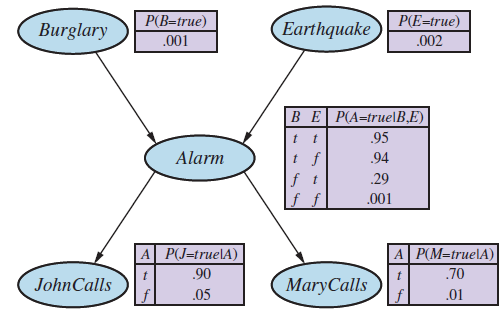 Burglary
P(B=true)
.001
Earthquake
P(E=true)
.002
B E P(A=true|B,E)
t t .95
t f .94
f t .29
f f .001
Alarm
JohnCalls
A P(J=true|A)
t .90
f .05
MaryCalls
A P(M=true|A)
t .70
f .01